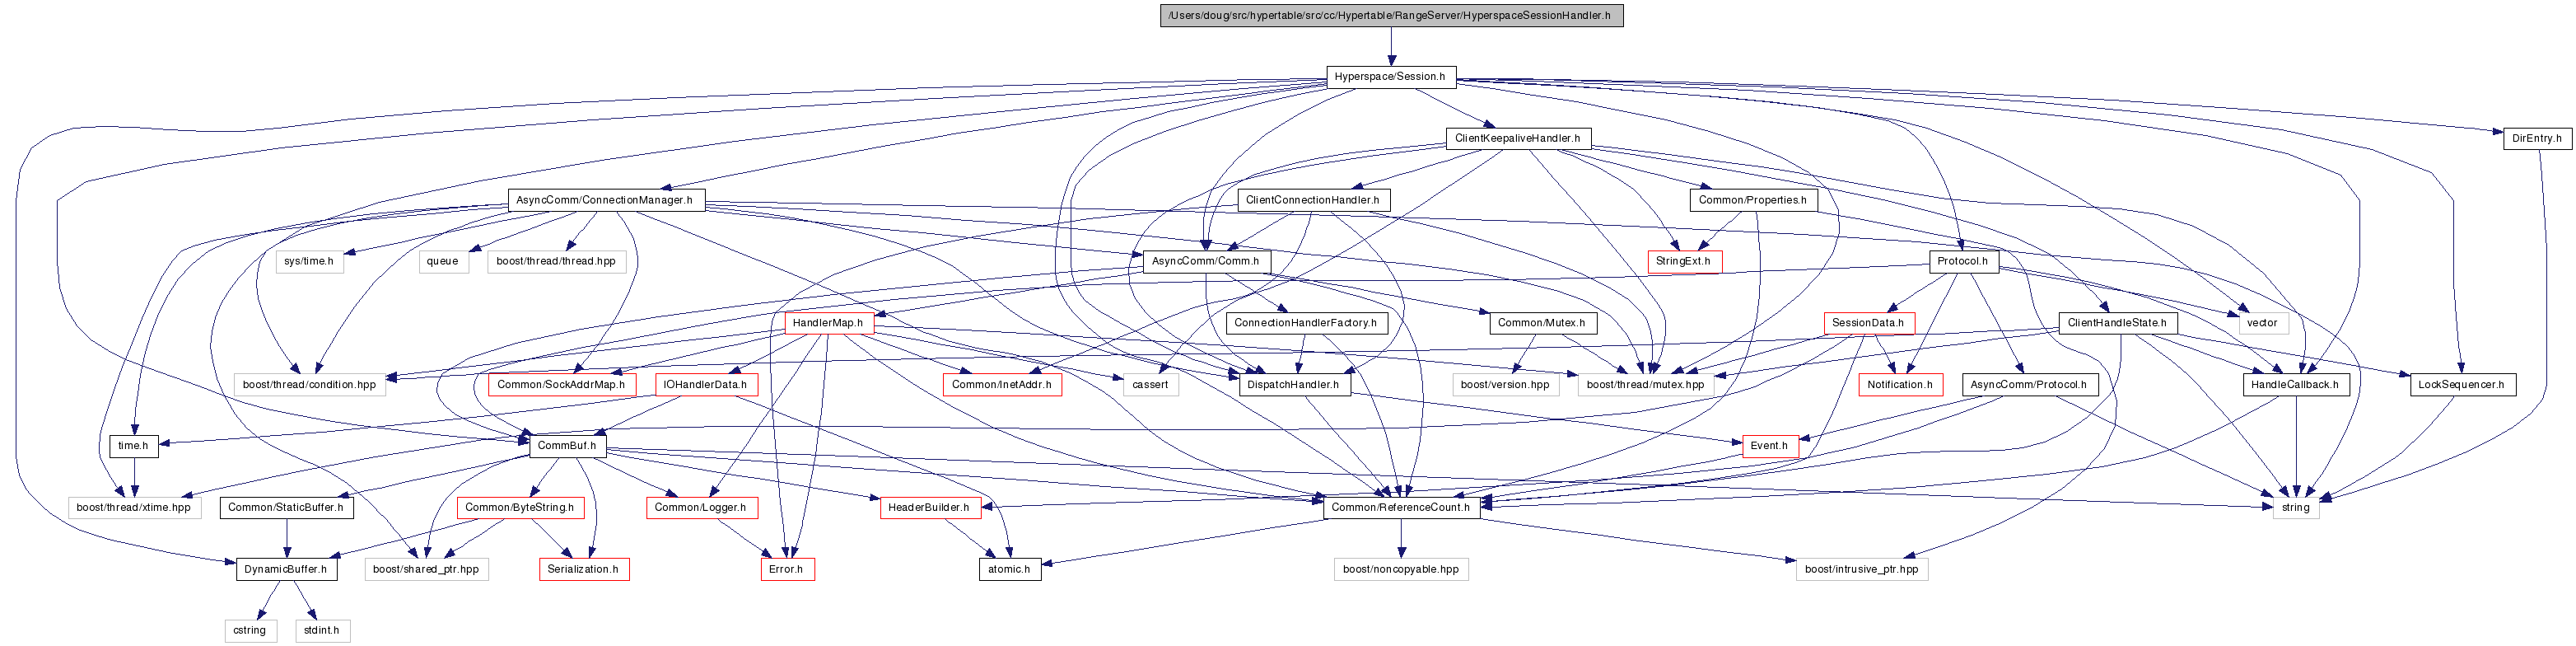 /Users/doug/src/hypertable/src/cc/Hypertable/RangeServer/HyperspaceSessionHandler.h
Hyperspace/Session.h
ClientKeepaliveHandler.h
DirEntry.h
AsyncComm/ConnectionManager.h
ClientConnectionHandler.h
Common/Properties.h
sys/time.h
queue
boost/thread/thread.hpp
AsyncComm/Comm.h
StringExt.h
Protocol.h
HandlerMap.h
ConnectionHandlerFactory.h
Common/Mutex.h
SessionData.h
ClientHandleState.h
vector
boost/thread/condition.hpp
Common/SockAddrMap.h
IOHandlerData.h
Common/InetAddr.h
cassert
DispatchHandler.h
boost/version.hpp
boost/thread/mutex.hpp
Notification.h
AsyncComm/Protocol.h
HandleCallback.h
LockSequencer.h
time.h
CommBuf.h
Event.h
boost/thread/xtime.hpp
Common/StaticBuffer.h
Common/ByteString.h
Common/Logger.h
HeaderBuilder.h
Common/ReferenceCount.h
string
DynamicBuffer.h
boost/shared_ptr.hpp
Serialization.h
Error.h
atomic.h
boost/noncopyable.hpp
boost/intrusive_ptr.hpp
cstring
stdint.h